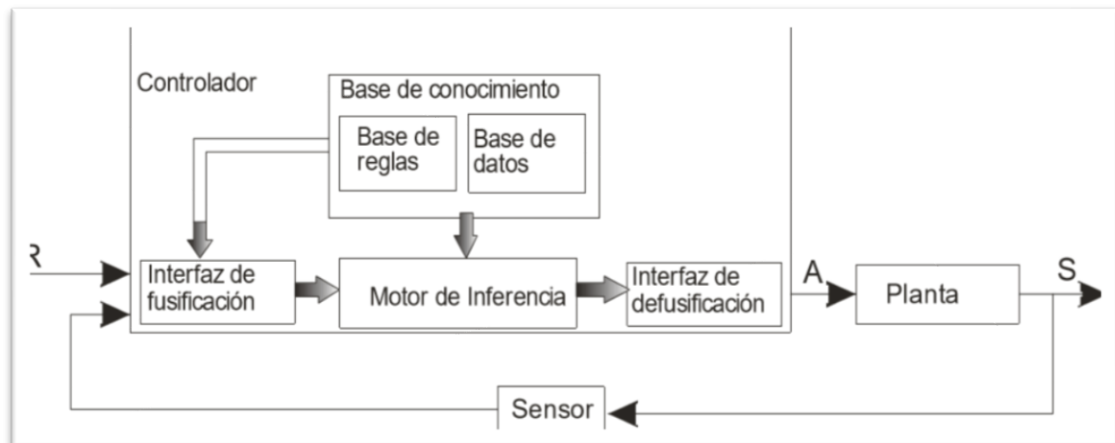 Controlador
Base de conocimiento
Base de
reglas
Base de
datos
R
Interfaz de
fusificación
Motor de Inferencia
Interfaz de
defusificación
A
Planta
S
Sensor